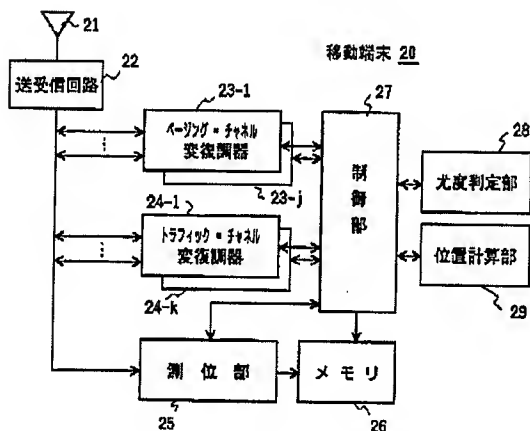 21
22
送受信回路
移動端末 20
23-1
ページング・チャネル
変復調器
23-j
24-1
トラフィック・チャネル
変復調器
24-k
27
制御部
28
尤度判定部
位置計算部
29
測位部
25
メモリ
26